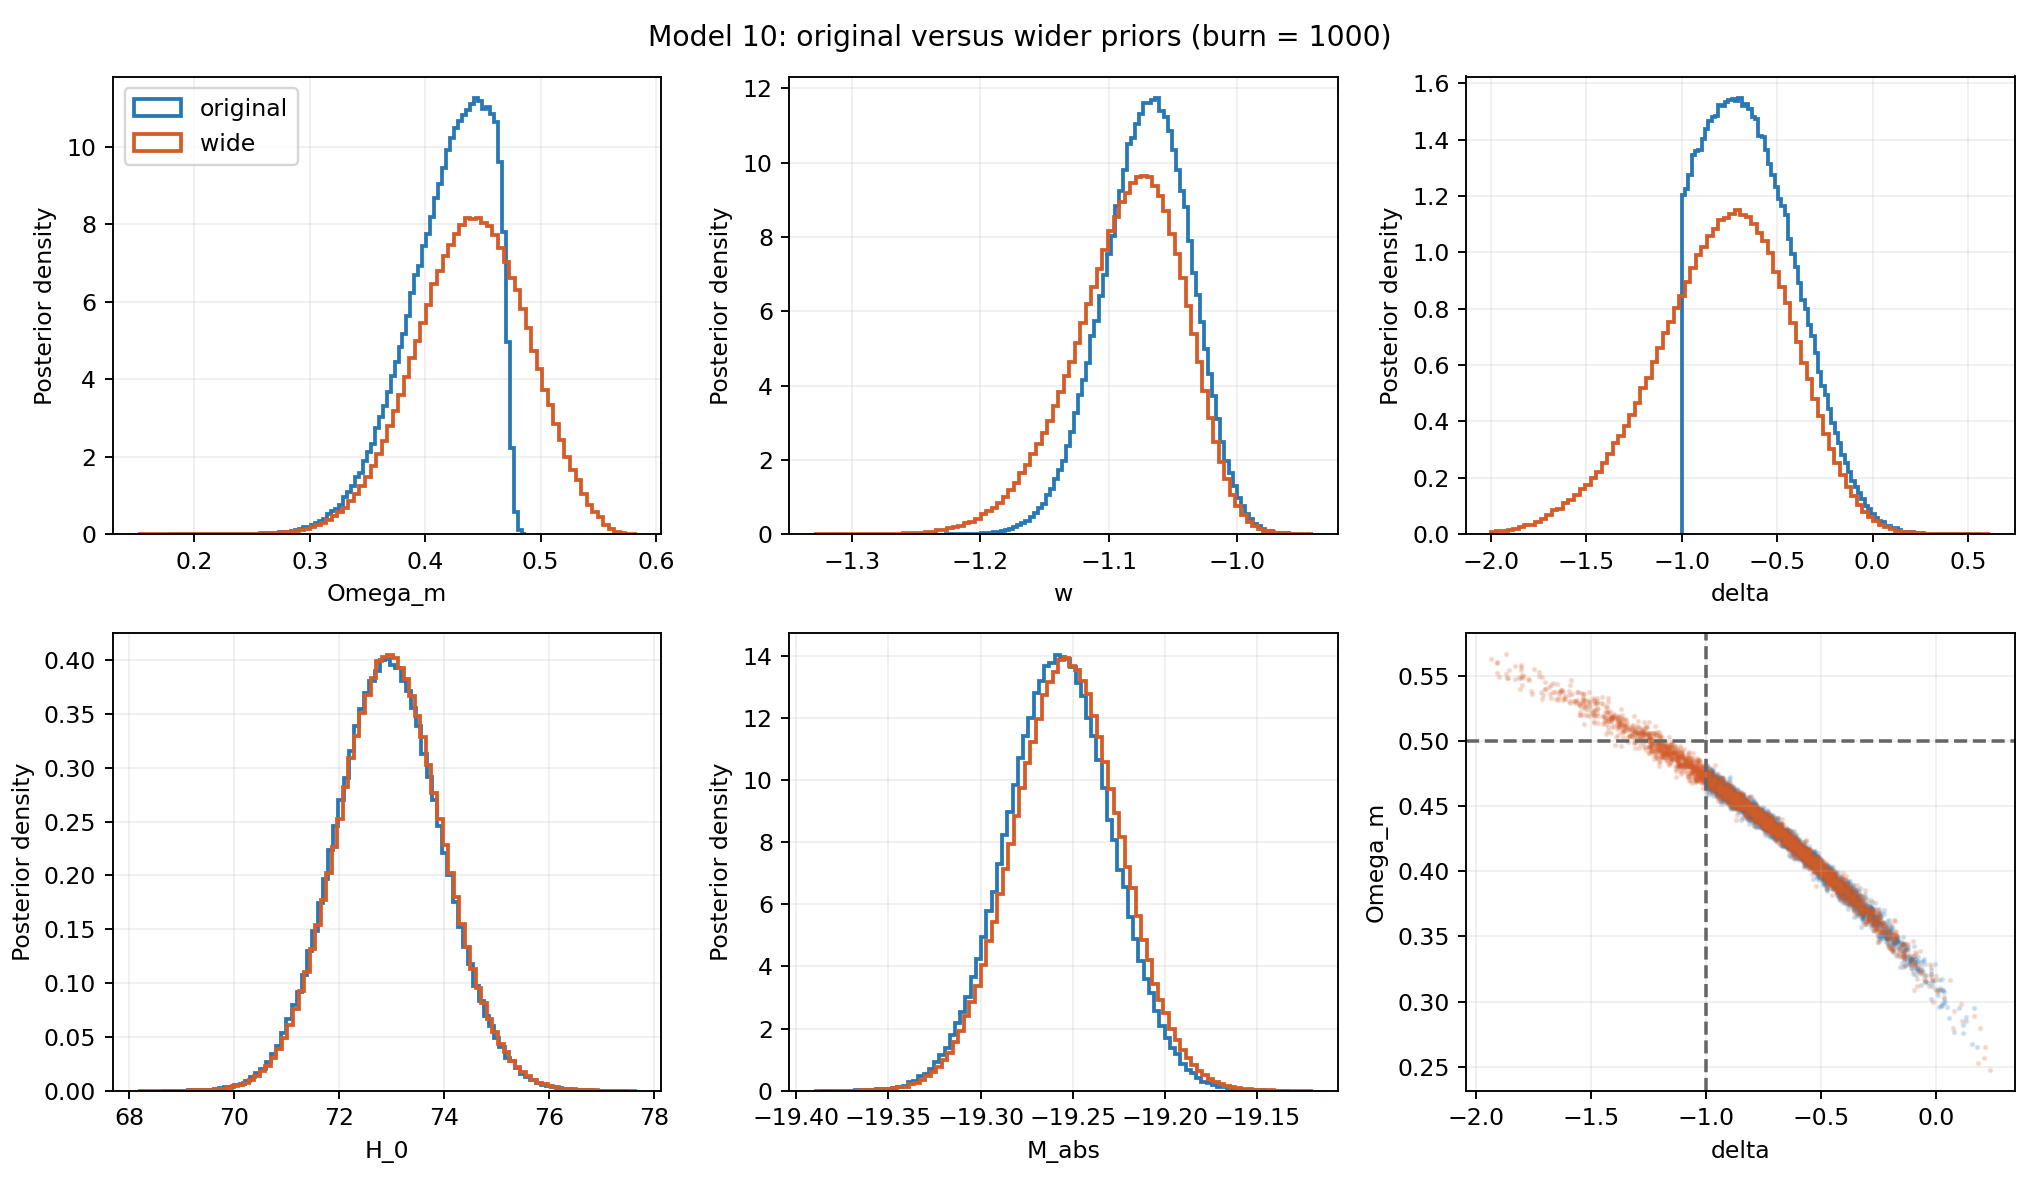 Model 10: original versus wider priors (burn = 1000)
original
wide
Posterior density
10
8
6
4
2
0
0.2 0.3 0.4 0.5 0.6
Omega_m
Posterior density
12
10
8
6
4
2
0
−1.3 −1.2 −1.1 −1.0
w
Posterior density
1.6
1.4
1.2
1.0
0.8
0.6
0.4
0.2
0.0
−2.0 −1.5 −1.0 −0.5 0.0 0.5
delta
Posterior density
0.40
0.35
0.30
0.25
0.20
0.15
0.10
0.05
0.00
68 70 72 74 76 78
H_0
Posterior density
14
12
10
8
6
4
2
0
−19.40 −19.35 −19.30 −19.25 −19.20 −19.15
M_abs
Omega_m
0.55
0.50
0.45
0.40
0.35
0.30
0.25
−2.0 −1.5 −1.0 −0.5 0.0
delta